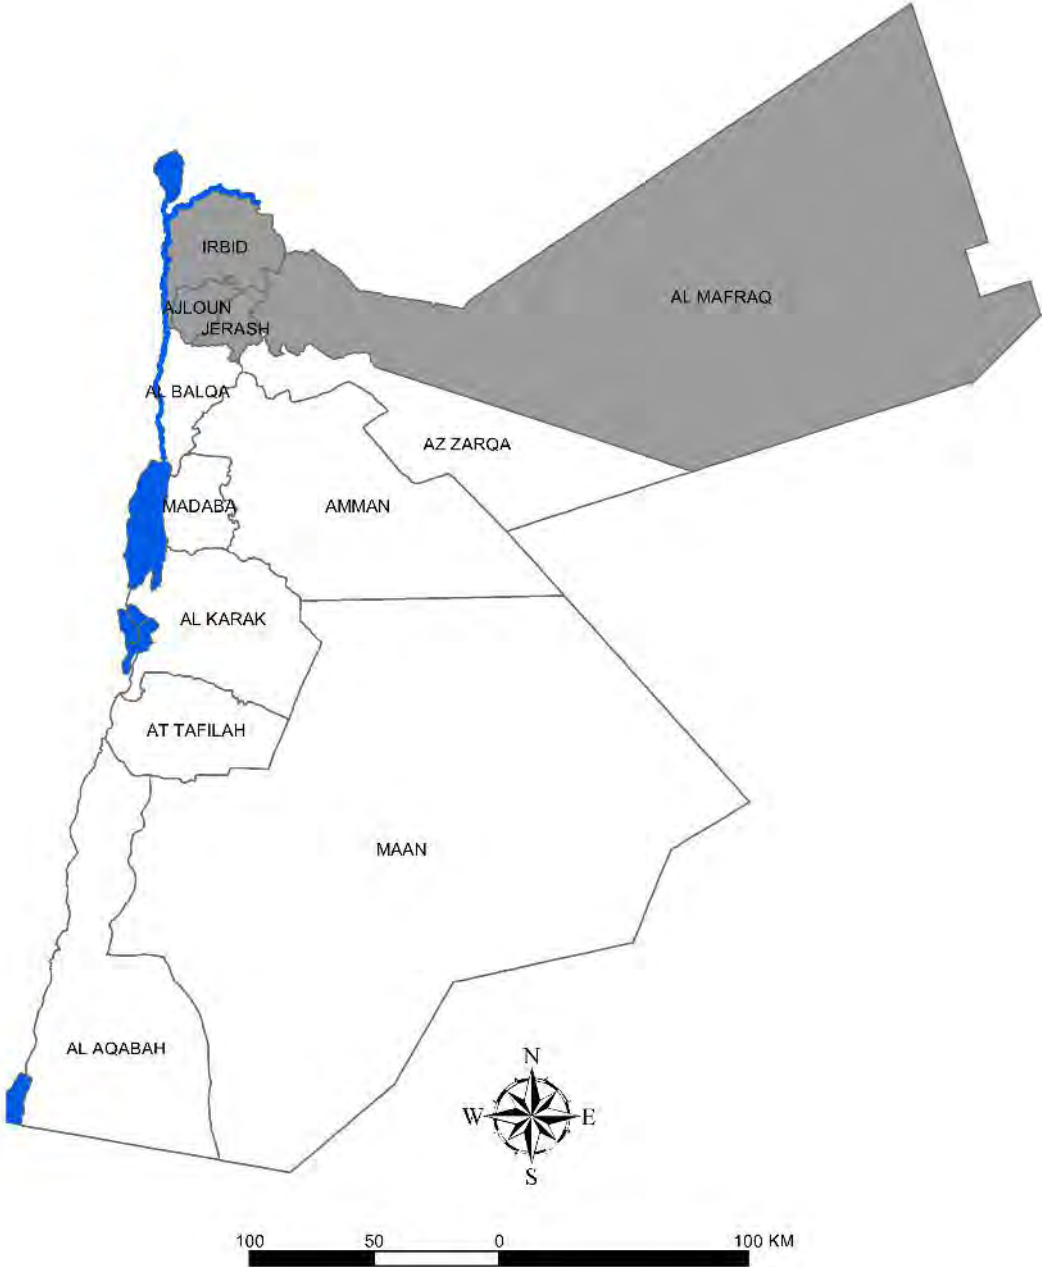 IRBID
AL MAFRAQ
AJLOUN
JERASH
AL BALQA
AZ ZARQA
MADABA
AMMAN
AL KARAK
AT TAFILAH
MAAN
AL AQABAH
N
W E
S
100 50 0 100 KM